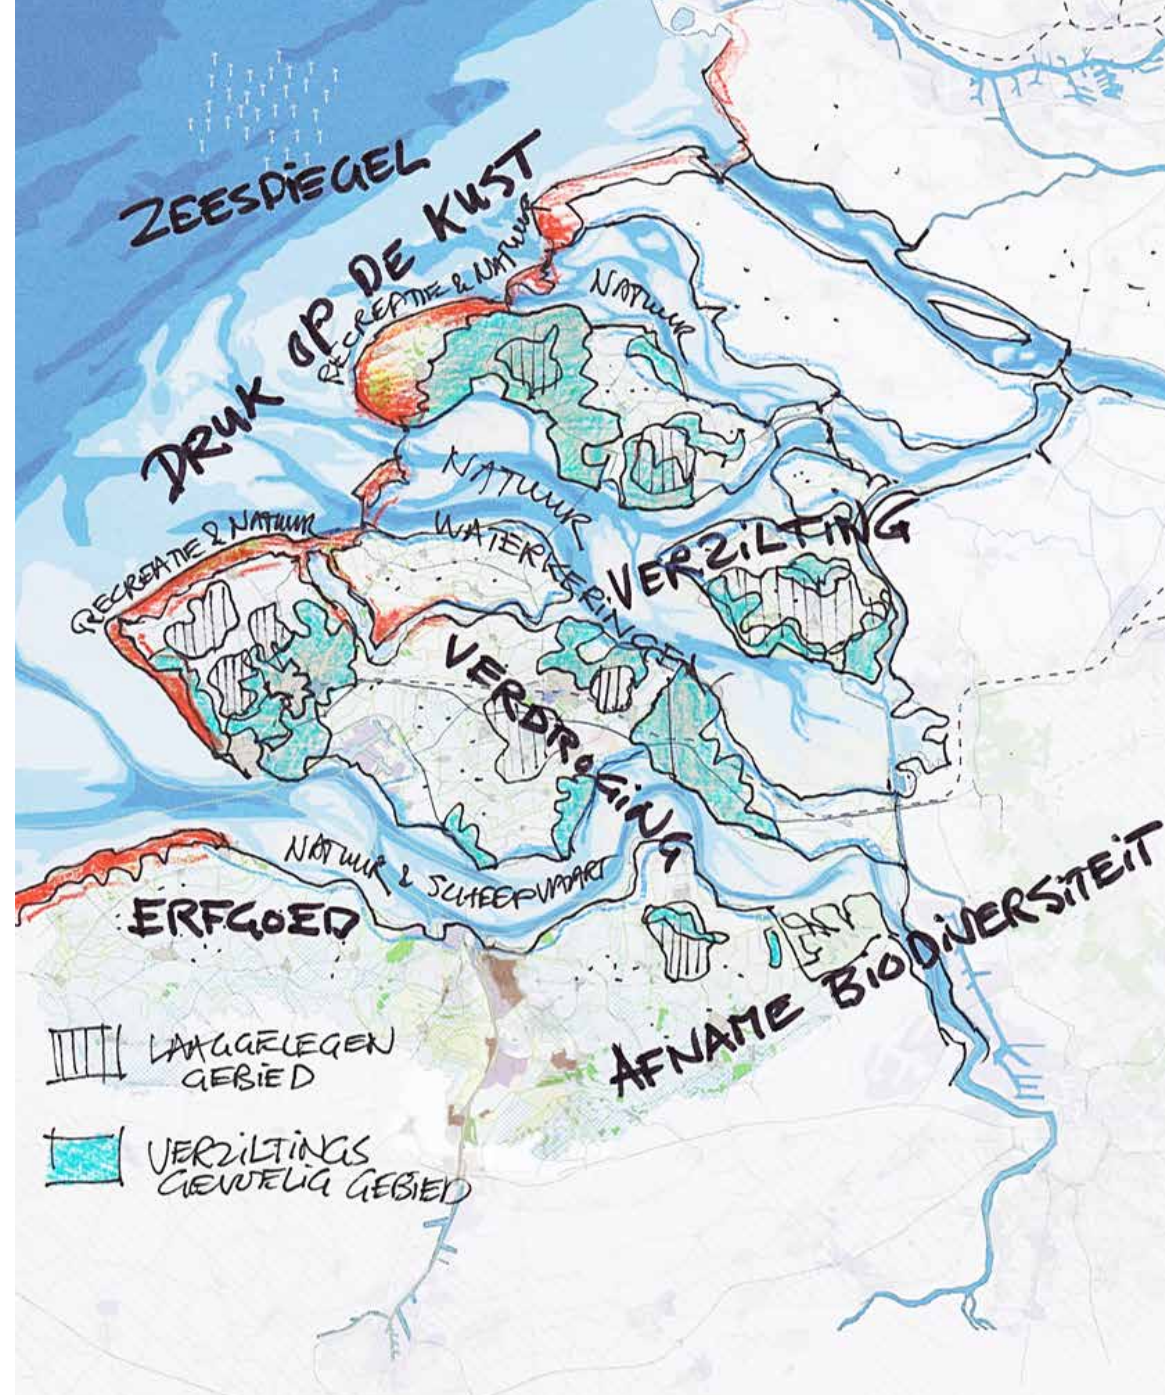 ZEESPIEGEL
DRUK OP DE KUST
RECREATIE & NATUUR
NATUUR
NATUUR
WATERKERINGEN
RECREATIE & NATUUR
VERZILTING
VERDROGING
NATUUR & SCHEEPVAART
ERFGOED
AFNAME BIODIVERSITEIT
LAAGGELEGEN
GEBIED
VERZILTINGS
GEVOELIG GEBIED